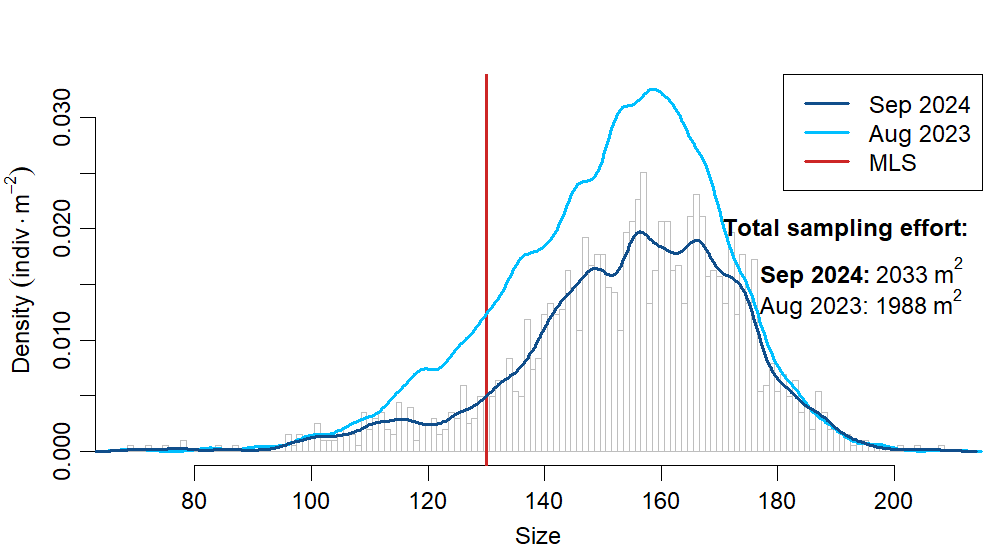 Density (indiv · m⁻²)
0.030
0.020
0.010
0.000
Sep 2024
Aug 2023
MLS
Total sampling effort:
Sep 2024: 2033 m²
Aug 2023: 1988 m²
80 100 120 140 160 180 200
Size